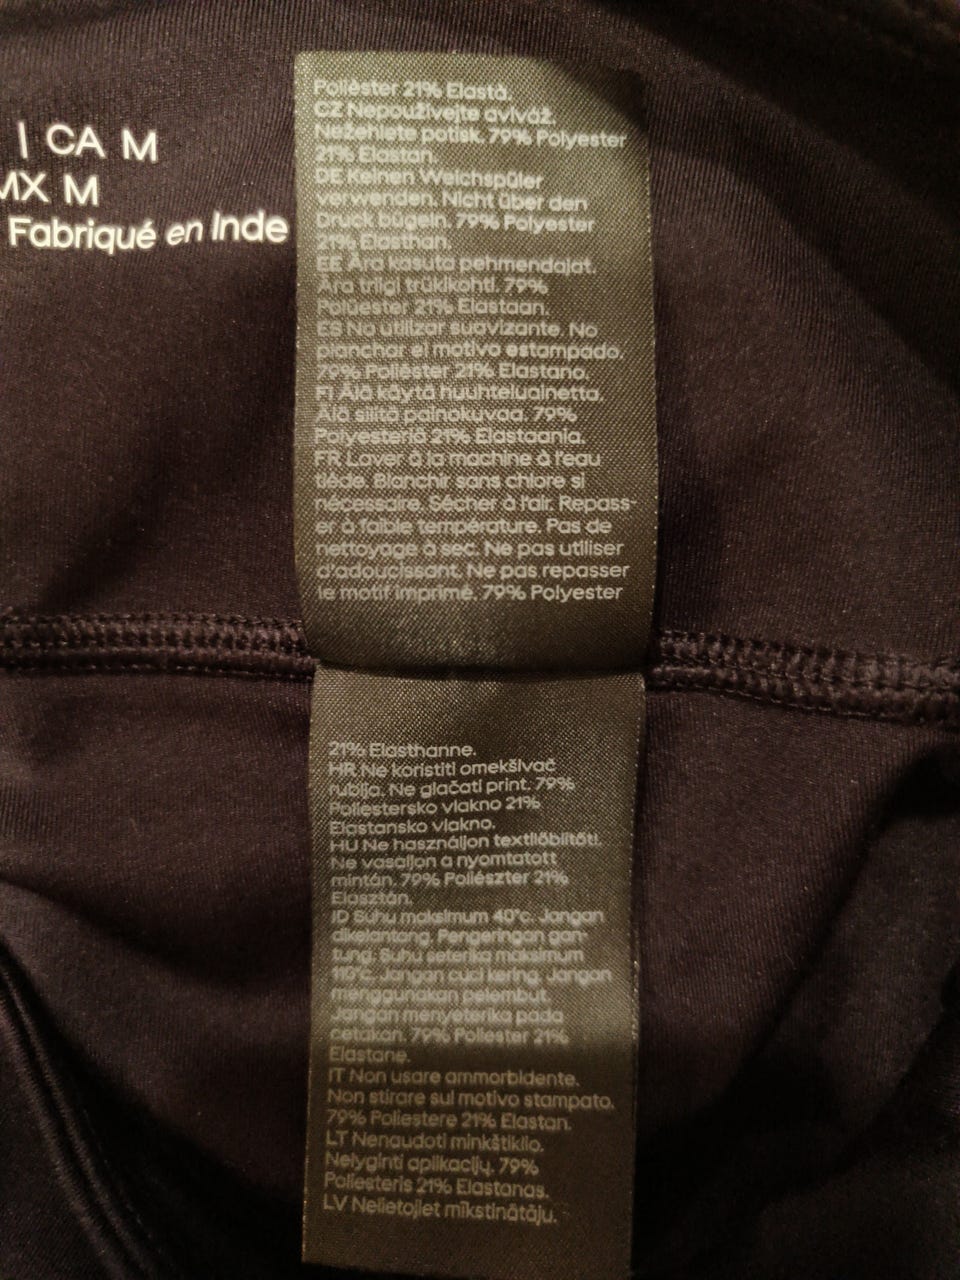 | CA M
MX M
Fabriqué en Inde
Poliéster 21% Elastà.
CZ Nepoužívejte aviváž.
Nežehlete potisk. 79% Polyester
21% Elastan.
DE Keinen Weichspüler
verwenden. Nicht über den
Druck bügeln. 79% Polyester
21% Elasthan.
EE Ära kasuta pehmendajat.
Ära triigi trükikohti. 79%
Polüester 21% Elastaan.
ES No utilizar suavizante. No
planchar el motivo estampado.
79% Poliéster 21% Elastano.
FI Älä käytä huuhteluainetta.
Älä silitä painokuvaa. 79%
Polyesteriä 21% Elastaania.
FR Laver à la machine à l'eau
tiède. Blanchir sans chlore si
nécessaire. Sécher à l'air. Repass-
er à faible température. Pas de
nettoyage à sec. Ne pas utiliser
d'adoucissant. Ne pas repasser
le motif imprimé. 79% Polyester
21% Elasthanne.
HR Ne koristiti omekšivač
rublja. Ne glačati print. 79%
Poliestersko vlakno 21%
Elastansko vlakno.
HU Ne használjon textilöblítőt!.
Ne vasaljon a nyomtatott
mintán. 79% Poliészter 21%
Elasztán.
ID Suhu maksimum 40°c. Jangan
dikelantang. Pengeringan gan-
tung. Suhu seterika maksimum
110°c. Jangan cuci kering. Jangan
menggunakan pelembut.
Jangan menyeterika pada
cetakan. 79% Poliester 21%
Elastane.
IT Non usare ammorbidente.
Non stirare sul motivo stampato.
79% Poliestere 21% Elastan.
LT Nenaudoti minkštiklio.
Nelyginti aplikacijų. 79%
Poliesteris 21% Elastanas.
LV Nelietojiet mīkstinātāju.